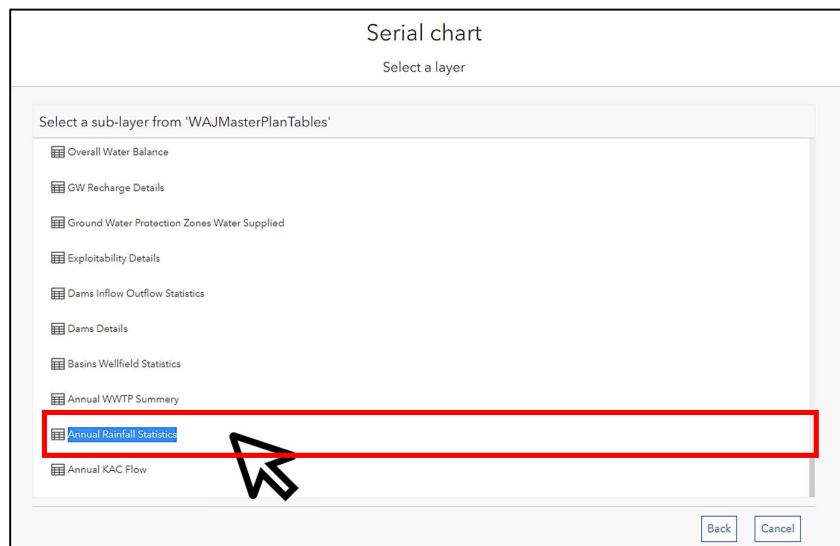 Serial chart
Select a layer
Select a sub-layer from 'WAJMasterPlanTables'
Overall Water Balance
GW Recharge Details
Ground Water Protection Zones Water Supplied
Exploitability Details
Dams Inflow Outflow Statistics
Dams Details
Basins Wellfield Statistics
Annual WWTP Summery
Annual Rainfall Statistics
Annual KAC Flow
Back Cancel